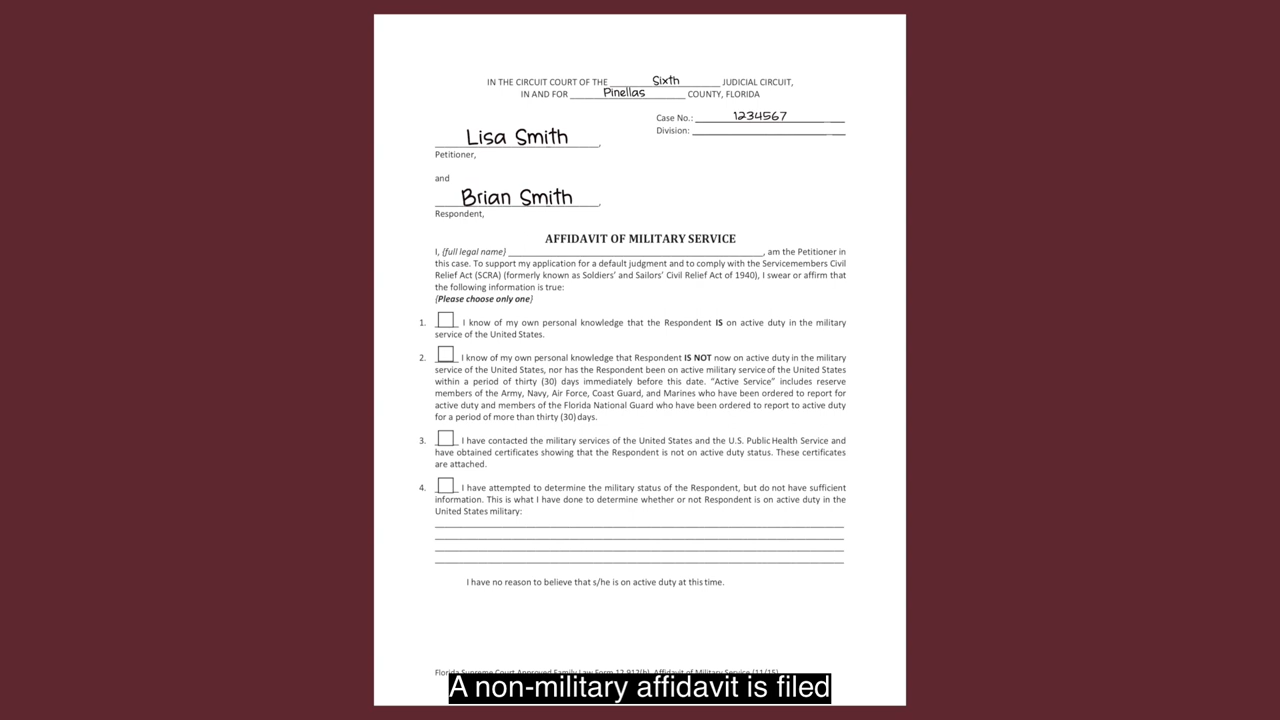 IN THE CIRCUIT COURT OF THE Sixth JUDICIAL CIRCUIT,
IN AND FOR Pinellas COUNTY, FLORIDA
Case No.: 1234567
Division:
Lisa Smith,
Petitioner,
and
Brian Smith,
Respondent,
AFFIDAVIT OF MILITARY SERVICE
I, {full legal name} , am the Petitioner in
this case. To support my application for a default judgment and to comply with the Servicemembers Civil
Relief Act (SCRA) (formerly known as Soldiers’ and Sailors’ Civil Relief Act of 1940), I swear or affirm that
the following information is true:
{Please choose only one}
1. I know of my own personal knowledge that the Respondent IS on active duty in the military
service of the United States.
2. I know of my own personal knowledge that Respondent IS NOT now on active duty in the military
service of the United States, nor has the Respondent been on active military service of the United States
within a period of thirty (30) days immediately before this date. “Active Service” includes reserve
members of the Army, Navy, Air Force, Coast Guard, and Marines who have been ordered to report for
active duty and members of the Florida National Guard who have been ordered to report to active duty
for a period of more than thirty (30) days.
3. I have contacted the military services of the United States and the U.S. Public Health Service and
have obtained certificates showing that the Respondent is not on active duty status. These certificates
are attached.
4. I have attempted to determine the military status of the Respondent, but do not have sufficient
information. This is what I have done to determine whether or not Respondent is on active duty in the
United States military:
I have no reason to believe that s/he is on active duty at this time.
Florida Supreme Court Approved Family Law Form 12.912(b), Affidavit of Military Service (11/15)
A non-military affidavit is filed